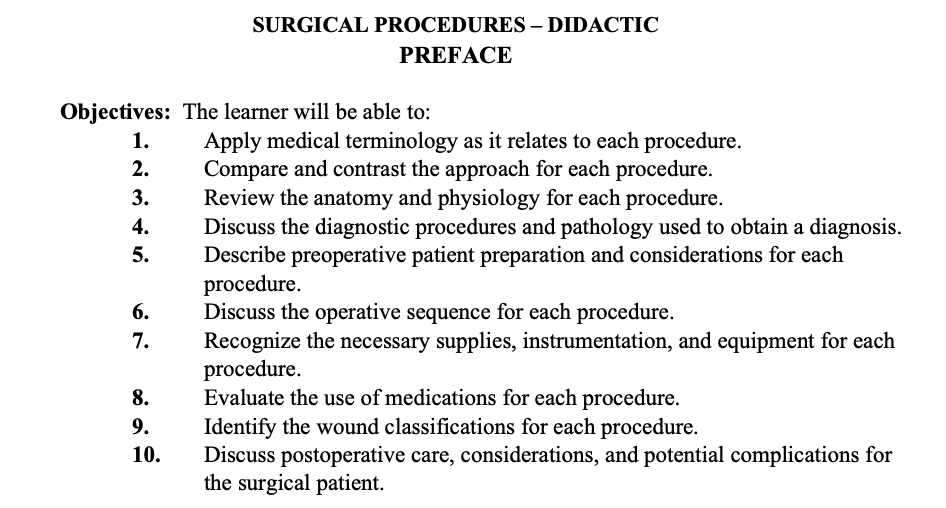 SURGICAL PROCEDURES – DIDACTIC
PREFACE
Objectives: The learner will be able to:
1. Apply medical terminology as it relates to each procedure.
2. Compare and contrast the approach for each procedure.
3. Review the anatomy and physiology for each procedure.
4. Discuss the diagnostic procedures and pathology used to obtain a diagnosis.
5. Describe preoperative patient preparation and considerations for each
procedure.
6. Discuss the operative sequence for each procedure.
7. Recognize the necessary supplies, instrumentation, and equipment for each
procedure.
8. Evaluate the use of medications for each procedure.
9. Identify the wound classifications for each procedure.
10. Discuss postoperative care, considerations, and potential complications for
the surgical patient.